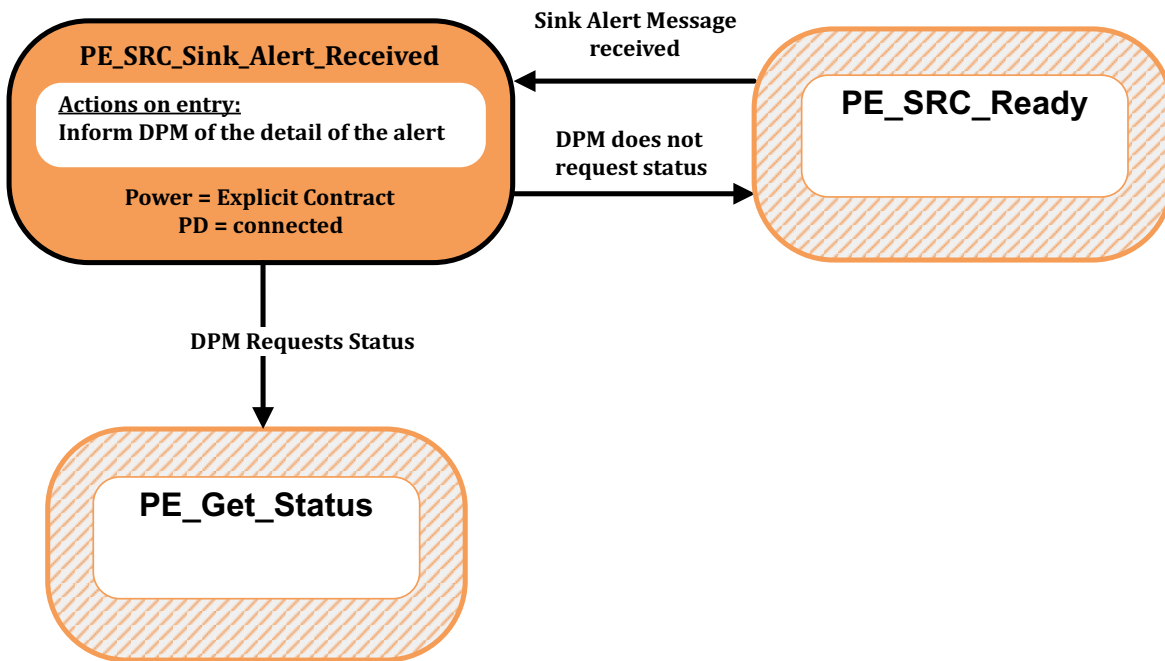 Sink Alert Message
received
PE_SRC_Sink_Alert_Received
Actions on entry:
Inform DPM of the detail of the alert
Power = Explicit Contract
PD = connected
PE_SRC_Ready
DPM does not
request status
DPM Requests Status
PE_Get_Status